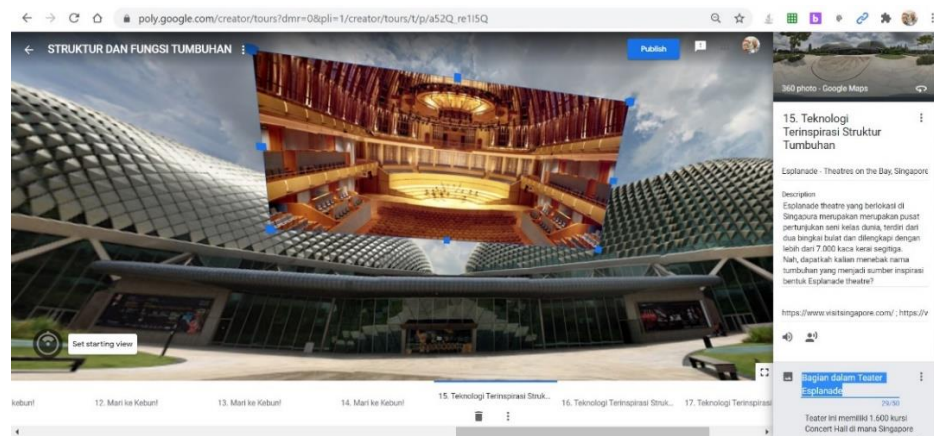 poly.google.com/creator/tours?dmr=0&pli=1/creator/tours/t/p/a52Q_re1I5Q
STRUKTUR DAN FUNGSI TUMBUHAN
Publish
360 photo - Google Maps
15. Teknologi
Terinspirasi Struktur
Tumbuhan
Esplanade - Theatres on the Bay, Singapore
Description
Esplanade theatre yang berlokasi di
Singapura merupakan merupakan pusat
pertunjukan seni kelas dunia, terdiri dari
dua bingkai bulat dan dilengkapi dengan
lebih dari 7.000 kaca kerai segitiga.
Nah, dapatkah kalian menebak nama
tumbuhan yang menjadi sumber inspirasi
bentuk Esplanade theatre?
https://www.visitsingapore.com/ ; https://v
Set starting view
Bagian dalam Teater
Esplanade
29/50
Teater ini memiliki 1.600 kursi
Concert Hall di mana Singapore
kebun!
12. Mari ke Kebun!
13. Mari ke Kebun!
14. Mari ke Kebun!
15. Teknologi Terinspirasi Struk...
16. Teknologi Terinspirasi Struk...
17. Teknologi Terinspirasi